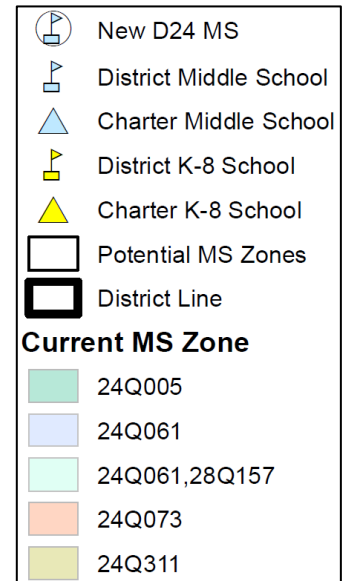 New D24 MS
District Middle School
Charter Middle School
District K-8 School
Charter K-8 School
Potential MS Zones
District Line
Current MS Zone
24Q005
24Q061
24Q061,28Q157
24Q073
24Q311